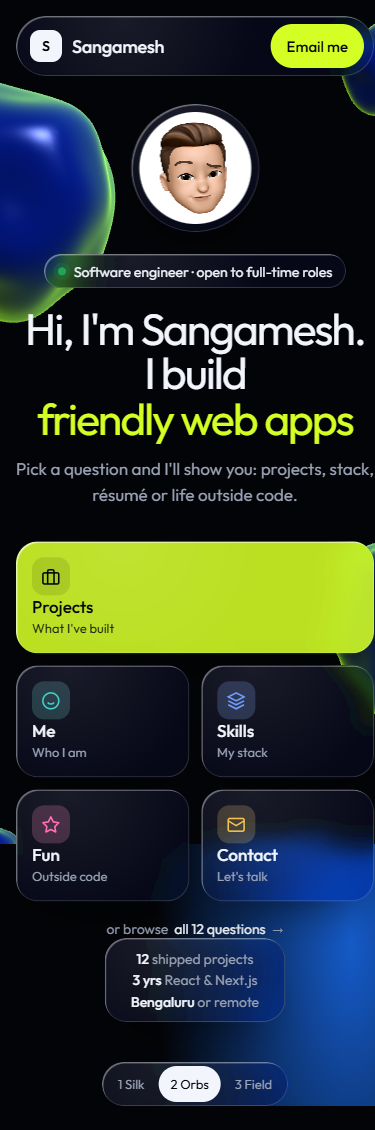 S Sangamesh Email me
Software engineer · open to full-time roles
Hi, I'm Sangamesh.
I build
friendly web apps
Pick a question and I'll show you: projects, stack,
résumé or life outside code.
Projects
What I've built
Me
Who I am
Skills
My stack
Fun
Outside code
Contact
Let's talk
or browse all 12 questions →
12 shipped projects
3 yrs React & Next.js
Bengaluru or remote
1 Silk 2 Orbs 3 Field